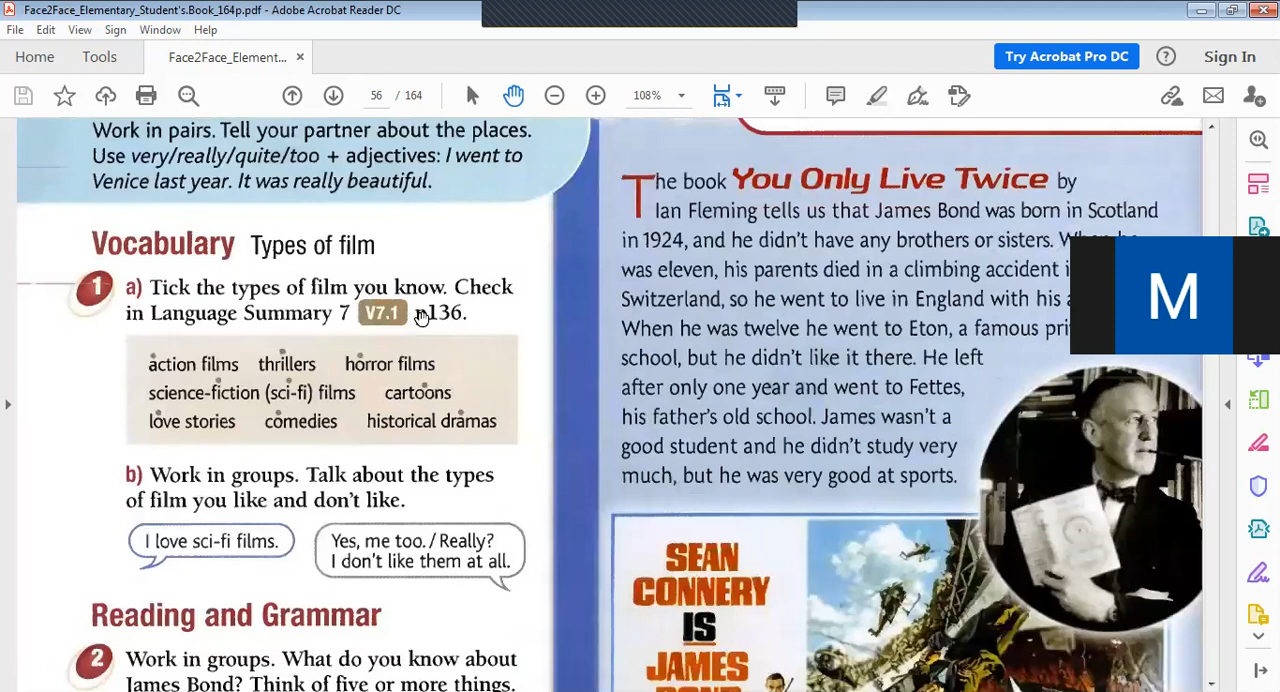 Face2Face_Elementary_Student's.Book_164p.pdf - Adobe Acrobat Reader DC
File Edit View Sign Window Help
Home Tools Face2Face_Element... × Try Acrobat Pro DC ? Sign In
56 / 164 108%
Work in pairs. Tell your partner about the places.
Use very/really/quite/too + adjectives: I went to
Venice last year. It was really beautiful.
Vocabulary Types of film
1 a) Tick the types of film you know. Check
in Language Summary 7 V7.1 p136.
action films thrillers horror films
science-fiction (sci-fi) films cartoons
love stories comedies historical dramas
b) Work in groups. Talk about the types
of film you like and don't like.
I love sci-fi films.
Yes, me too. / Really?
I don't like them at all.
Reading and Grammar
2 Work in groups. What do you know about
James Bond? Think of five or more things.
The book You Only Live Twice by
Ian Fleming tells us that James Bond was born in Scotland
in 1924, and he didn't have any brothers or sisters. When he
was eleven, his parents died in a climbing accident
Switzerland, so he went to live in England with his
When he was twelve he went to Eton, a famous
school, but he didn't like it there. He left
after only one year and went to Fettes,
his father's old school. James wasn't a
good student and he didn't study very
much, but he was very good at sports.
M
SEAN
CONNERY
IS
JAMES
BOND